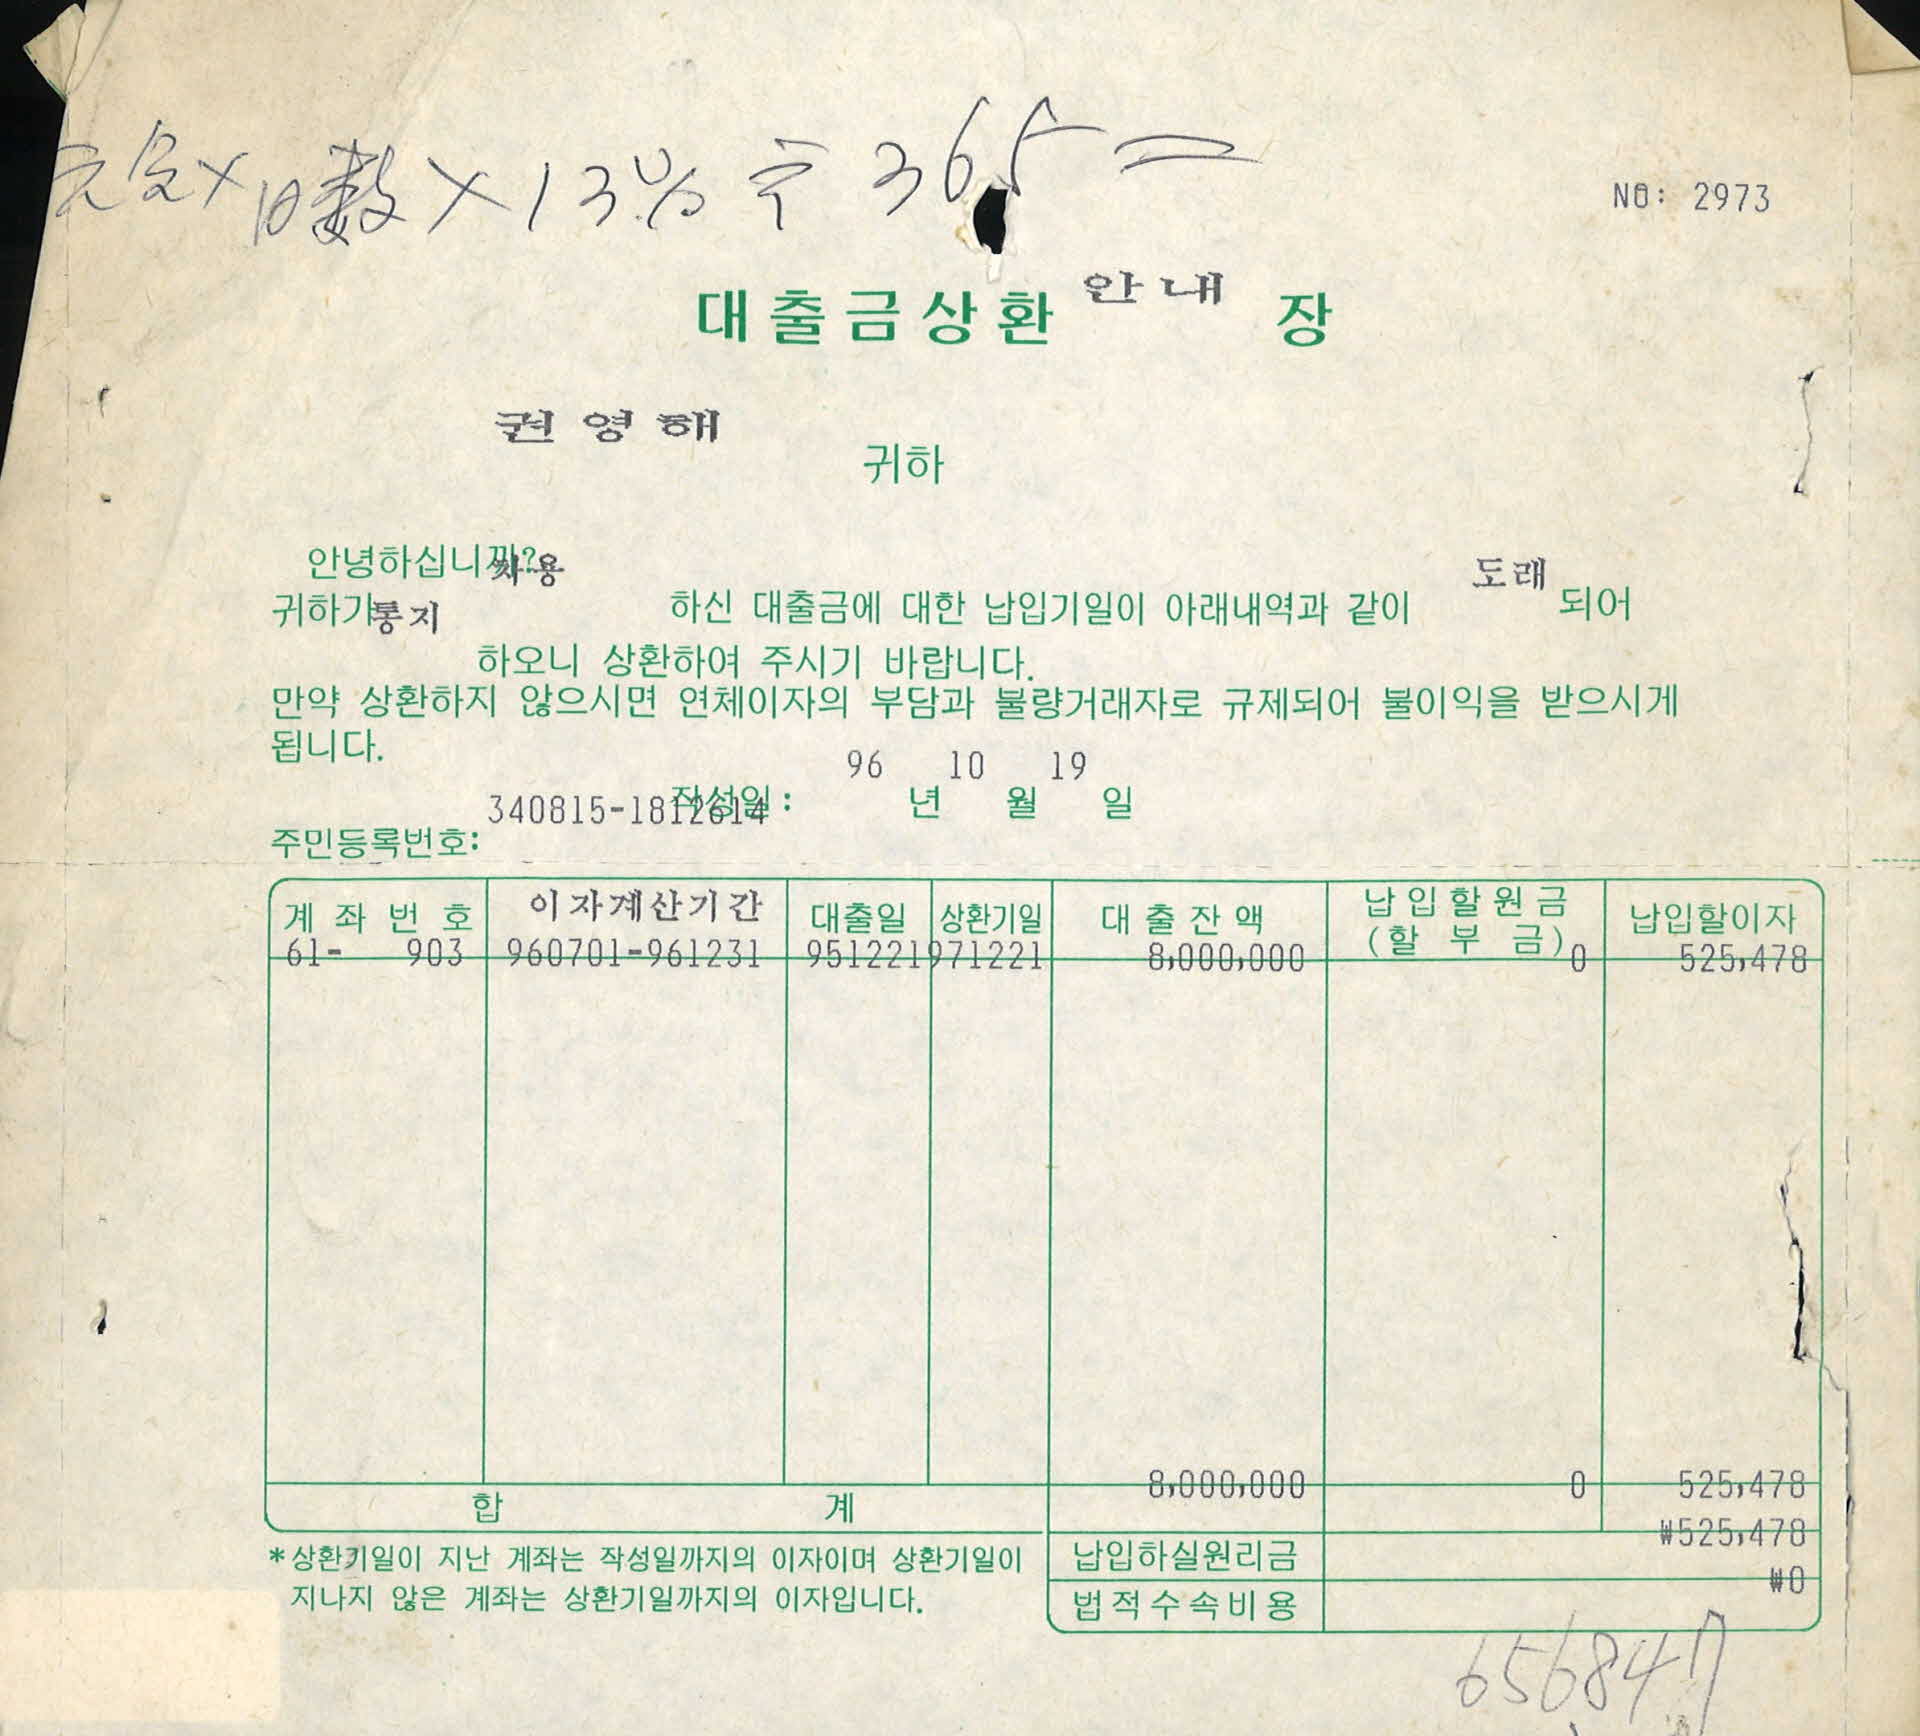 日數 × 13% ÷ 365 =
NO: 2973
대출금상환 안내 장
권영해 귀하
안녕하십니까?
귀하가 차용 하신 대출금에 대한 납입기일이 아래내역과 같이 도래 되어
통지 하오니 상환하여 주시기 바랍니다.
만약 상환하지 않으시면 연체이자의 부담과 불량거래자로 규제되어 불이익을 받으시게
됩니다.
작성일: 96 년 10 월 19 일
주민등록번호: 340815-1812614
계좌번호 이자계산기간 대출일 상환기일 대출잔액 납입할원금 (할부금) 납입할이자
61- 903 960701-961231 951221 971221 8,000,000 0 525,478
합 계 8,000,000 0 525,478
납입하실원리금 ₩525,478
법적수속비용 ₩0
*상환기일이 지난 계좌는 작성일까지의 이자이며 상환기일이
지나지 않은 계좌는 상환기일까지의 이자입니다.
656847